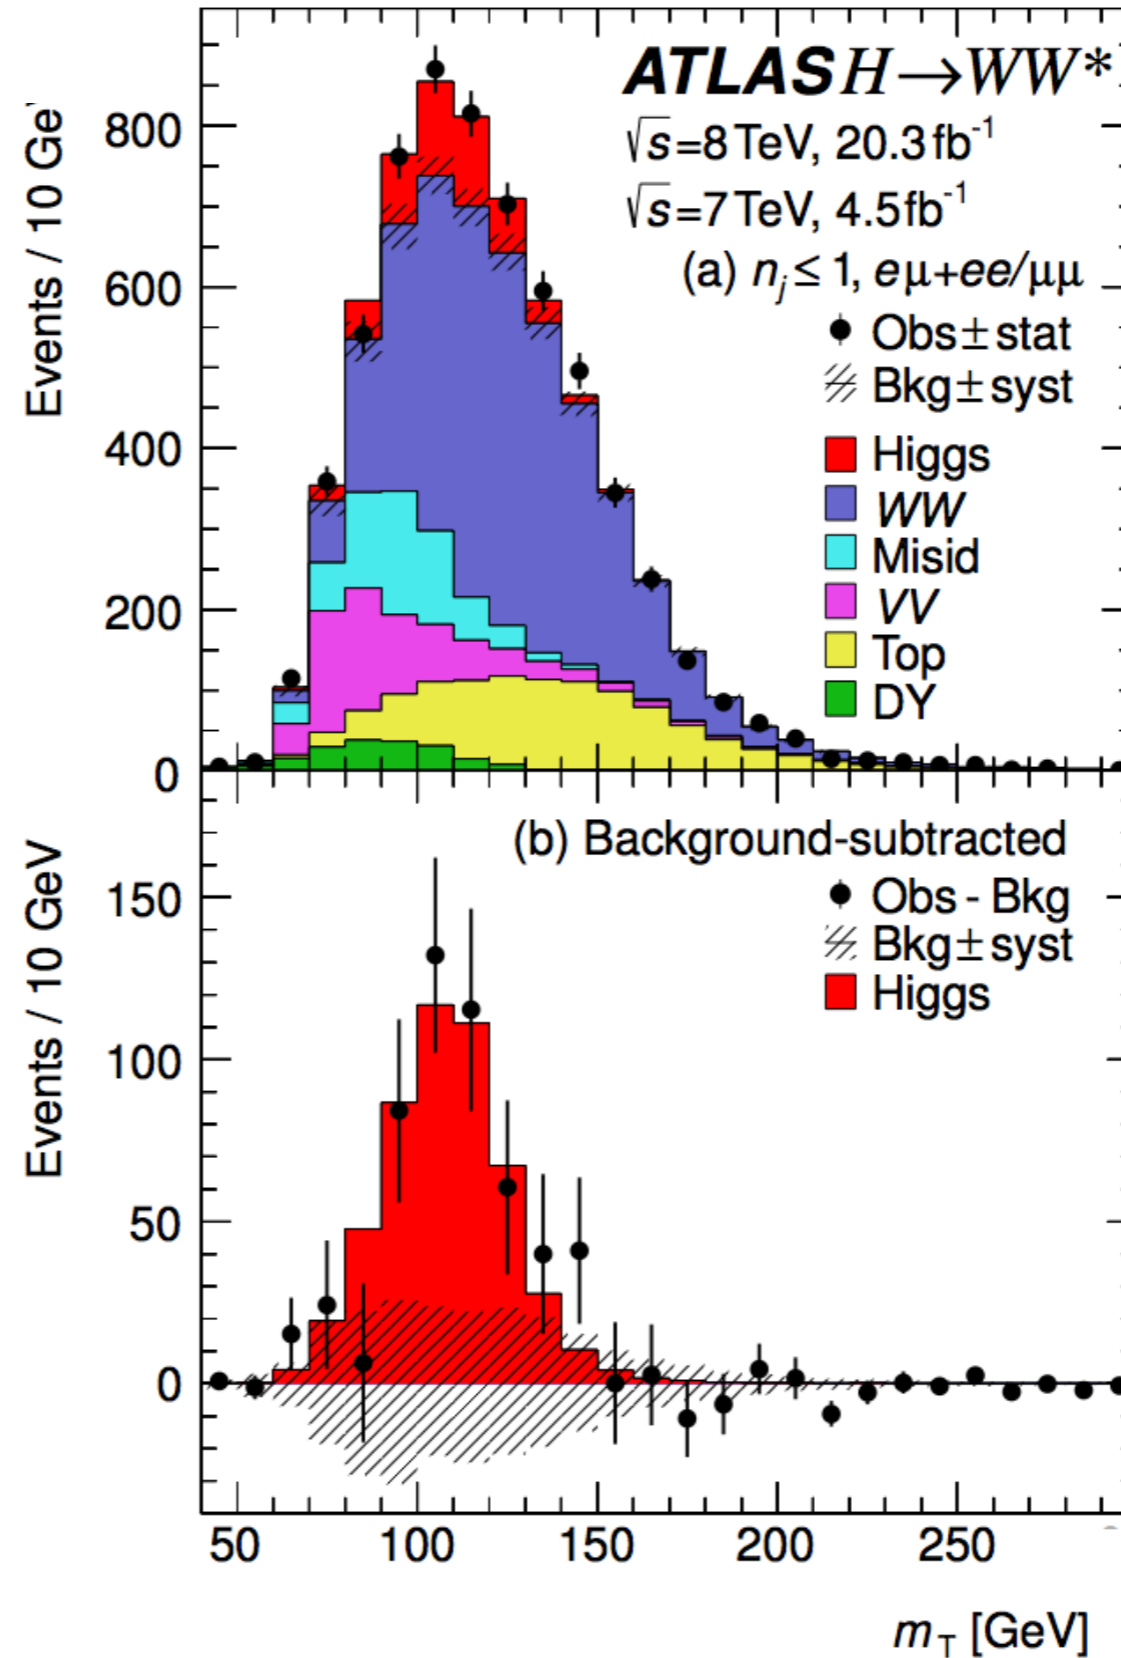 ATLAS H→WW*
√s=8 TeV, 20.3 fb-1
√s=7 TeV, 4.5 fb-1
(a) nj ≤ 1, eμ+ee/μμ
Obs±stat
Bkg±syst
Higgs
WW
Misid
VV
Top
DY
Events / 10 Ge
800
600
400
200
0
(b) Background-subtracted
Obs - Bkg
Bkg±syst
Higgs
Events / 10 GeV
150
100
50
0
50 100 150 200 250
mT [GeV]